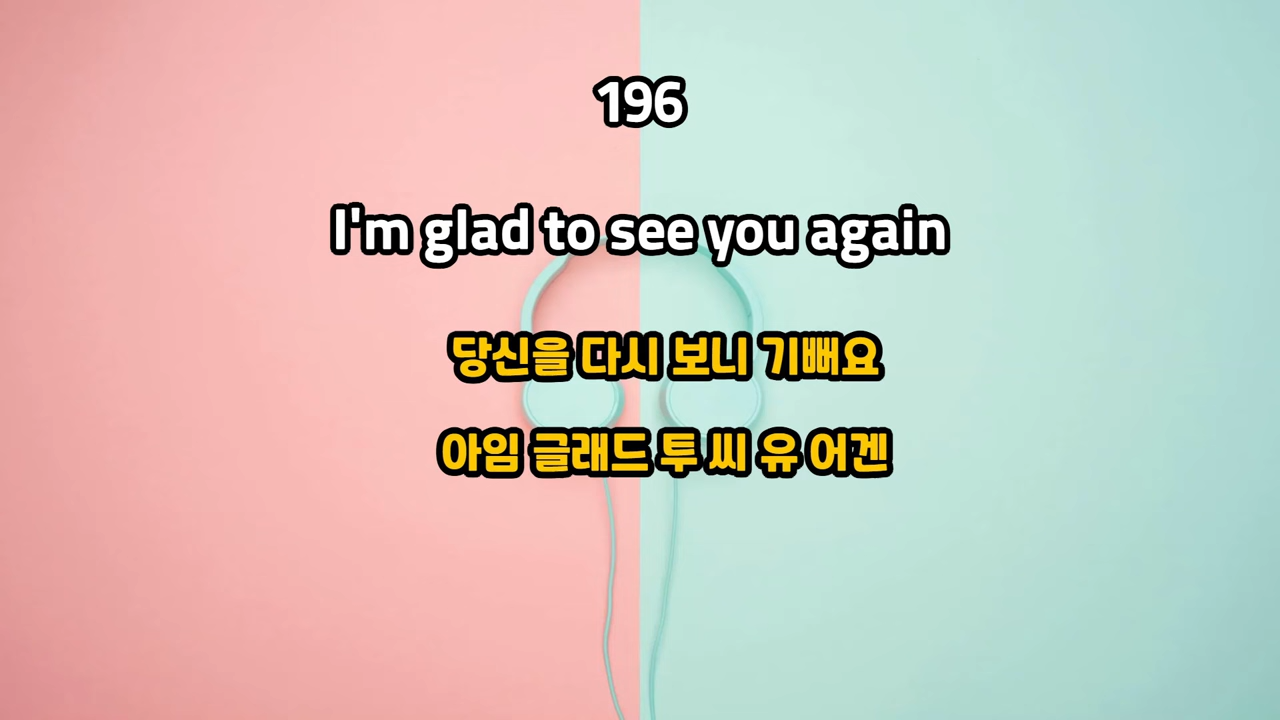 196
I'm glad to see you again
당신을 다시 보니 기뻐요
아임 글래드 투 씨 유 어겐